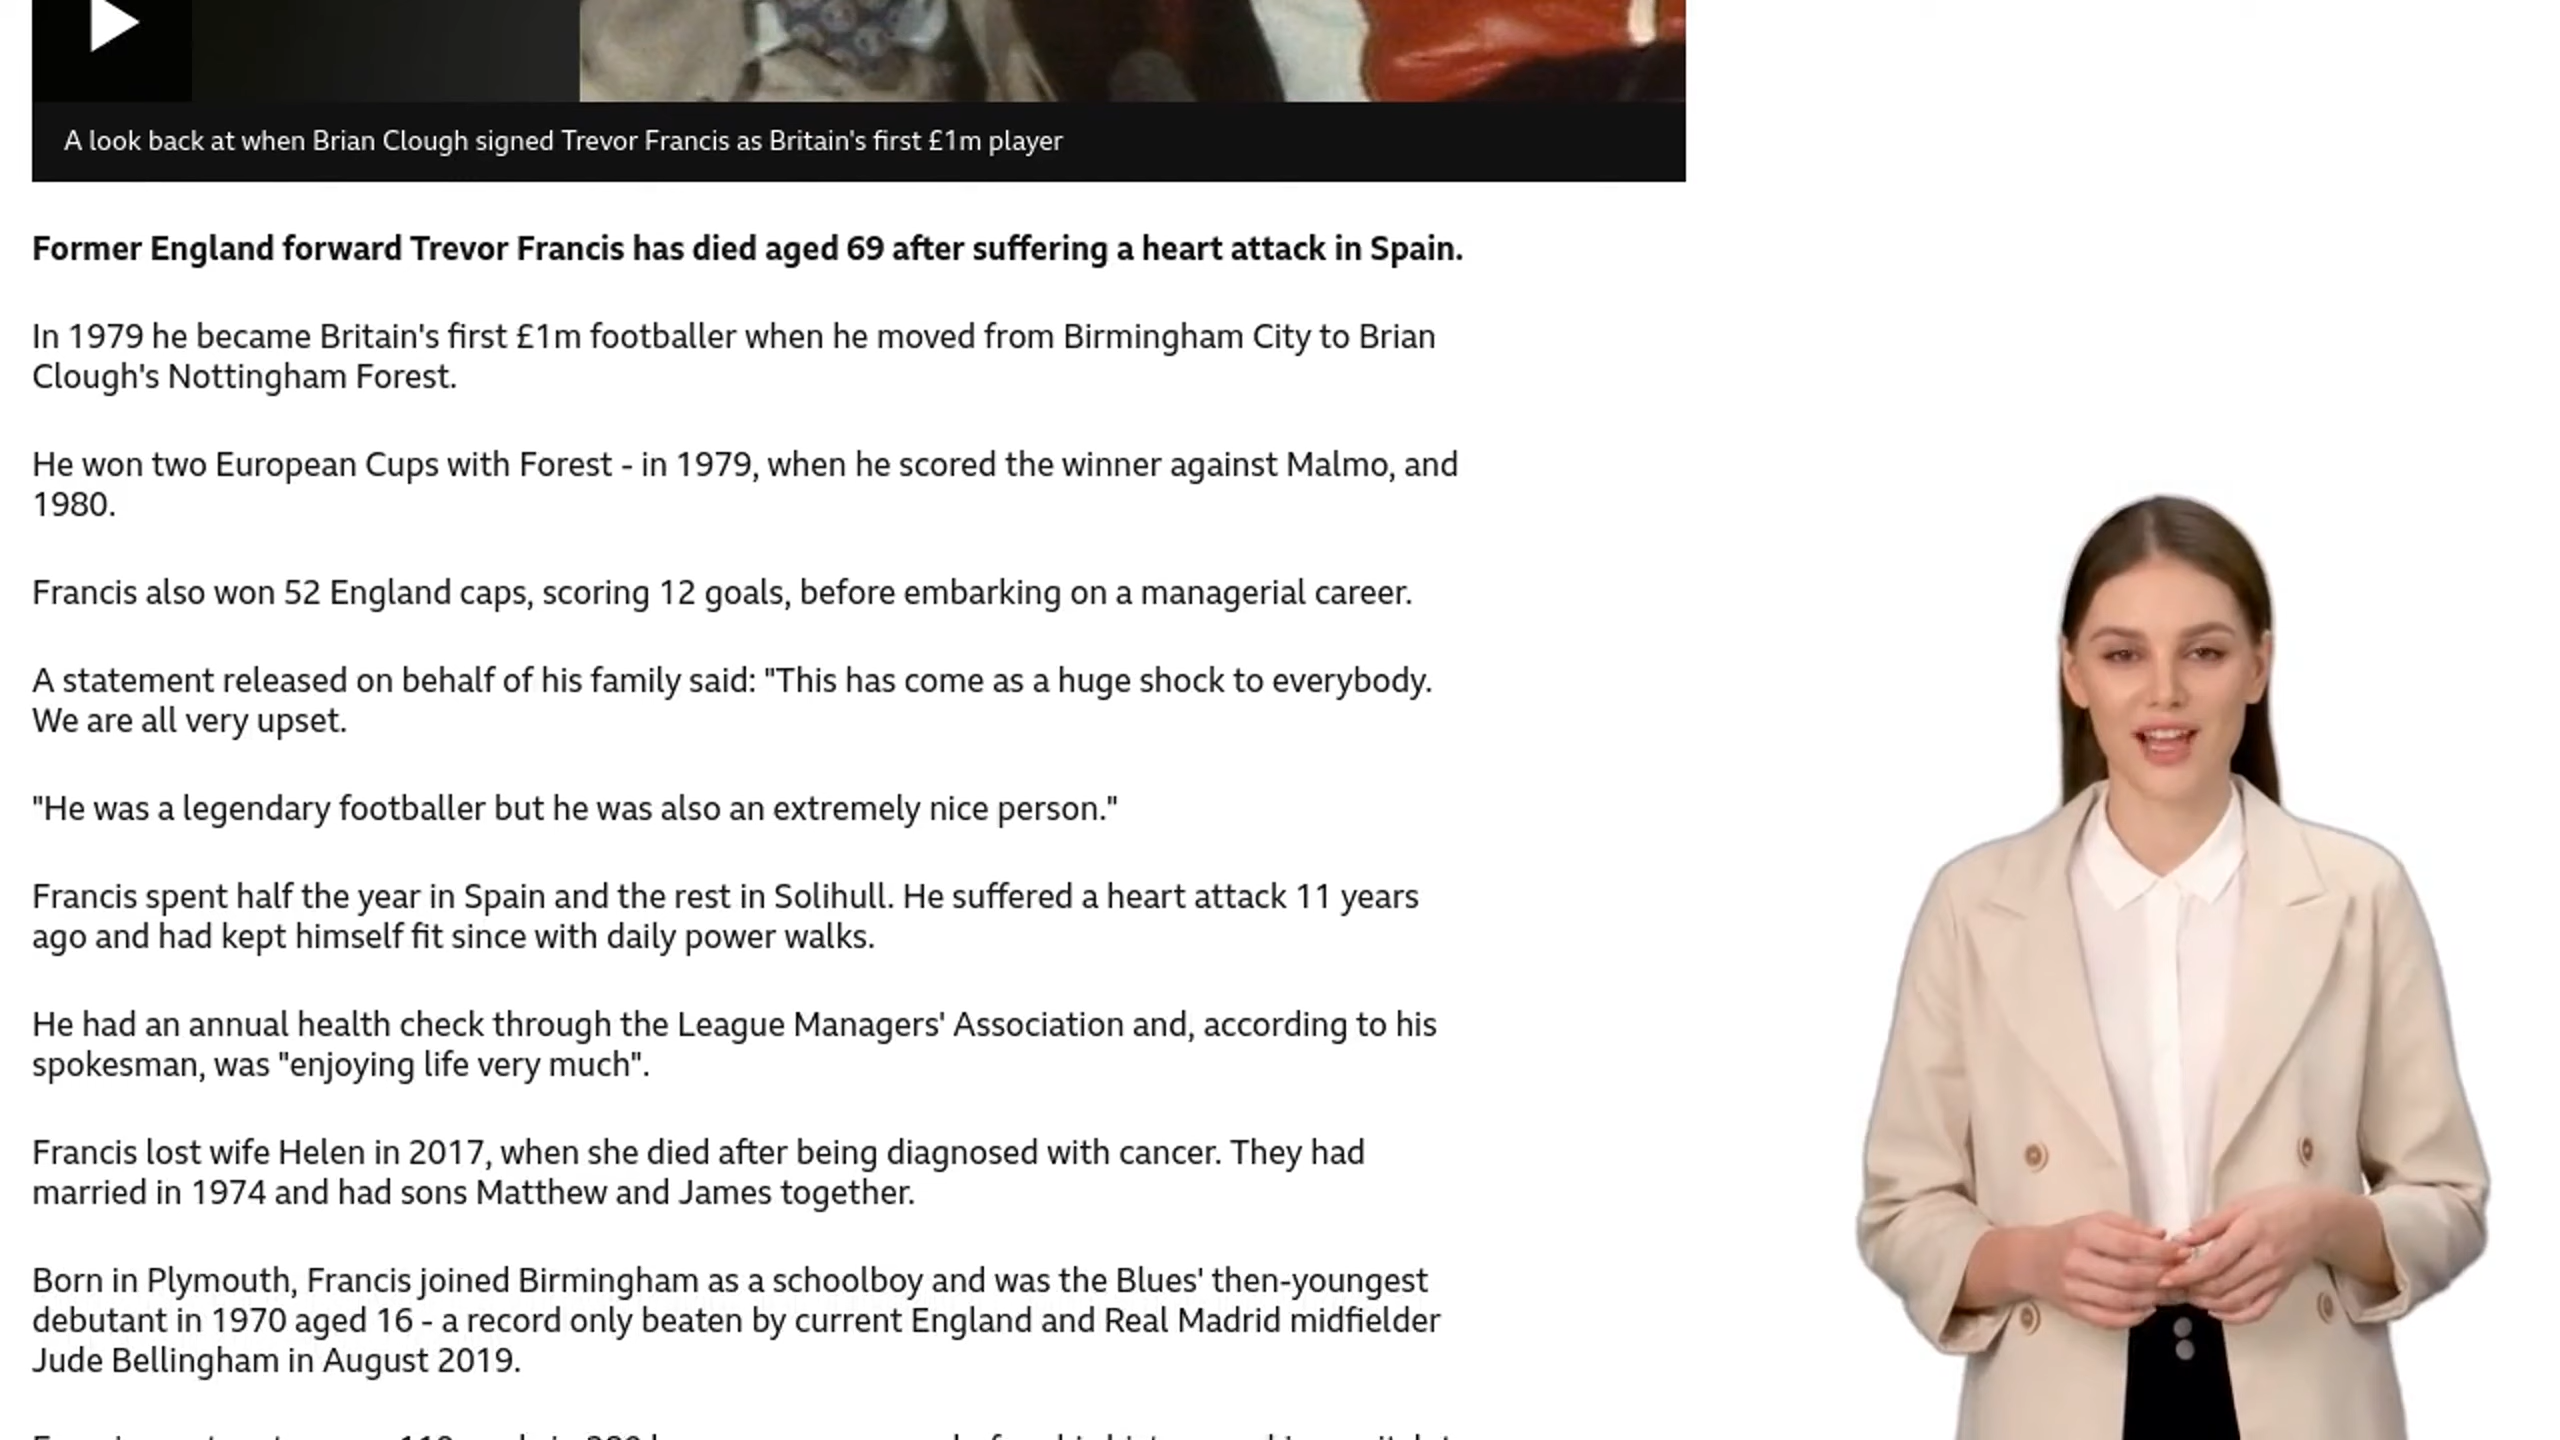 A look back at when Brian Clough signed Trevor Francis as Britain's first £1m player
Former England forward Trevor Francis has died aged 69 after suffering a heart attack in Spain.
In 1979 he became Britain's first £1m footballer when he moved from Birmingham City to Brian
Clough's Nottingham Forest.
He won two European Cups with Forest - in 1979, when he scored the winner against Malmo, and
1980.
Francis also won 52 England caps, scoring 12 goals, before embarking on a managerial career.
A statement released on behalf of his family said: "This has come as a huge shock to everybody.
We are all very upset.
"He was a legendary footballer but he was also an extremely nice person."
Francis spent half the year in Spain and the rest in Solihull. He suffered a heart attack 11 years
ago and had kept himself fit since with daily power walks.
He had an annual health check through the League Managers' Association and, according to his
spokesman, was "enjoying life very much".
Francis lost wife Helen in 2017, when she died after being diagnosed with cancer. They had
married in 1974 and had sons Matthew and James together.
Born in Plymouth, Francis joined Birmingham as a schoolboy and was the Blues' then-youngest
debutant in 1970 aged 16 - a record only beaten by current England and Real Madrid midfielder
Jude Bellingham in August 2019.